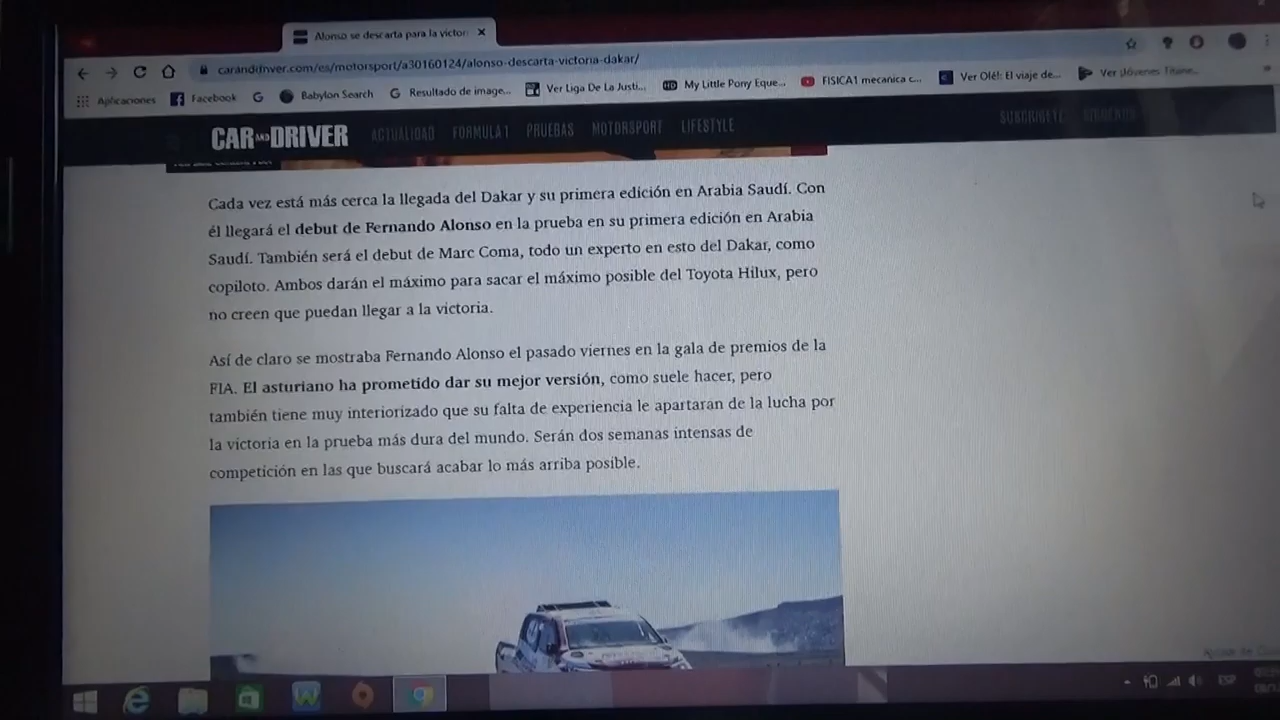 Alonso se descarta para la victori
carandriver.com/es/motorsport/a30160124/alonso-descarta-victoria-dakar/
Aplicaciones Facebook Babylon Search Resultado de image... Ver Liga De La Justi... My Little Pony Eque... FISICA1 mecanica c... Ver Olé!: El viaje de... Ver Jóvenes Titane...
CAR AND DRIVER ACTUALIDAD FORMULA 1 PRUEBAS MOTORSPORT LIFESTYLE SUSCRÍBETE SÍGUENOS
Cada vez está más cerca la llegada del Dakar y su primera edición en Arabia Saudí. Con
él llegará el debut de Fernando Alonso en la prueba en su primera edición en Arabia
Saudí. También será el debut de Marc Coma, todo un experto en esto del Dakar, como
copiloto. Ambos darán el máximo para sacar el máximo posible del Toyota Hilux, pero
no creen que puedan llegar a la victoria.
Así de claro se mostraba Fernando Alonso el pasado viernes en la gala de premios de la
FIA. El asturiano ha prometido dar su mejor versión, como suele hacer, pero
también tiene muy interiorizado que su falta de experiencia le apartaran de la lucha por
la victoria en la prueba más dura del mundo. Serán dos semanas intensas de
competición en las que buscará acabar lo más arriba posible.
ESP